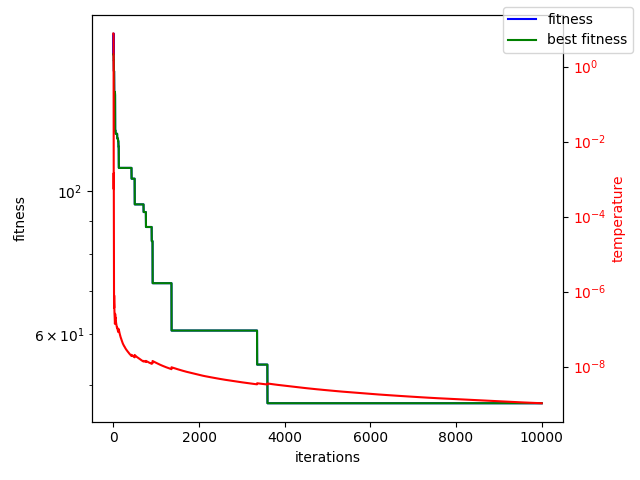 fitness
best fitness
10^2
6 × 10^1
fitness
10^0
10^-2
10^-4
10^-6
10^-8
temperature
0
2000
4000
6000
8000
10000
iterations